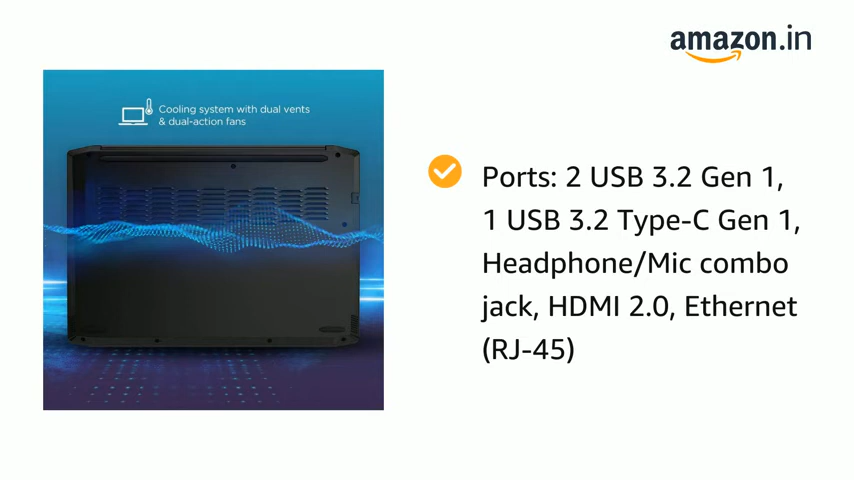 amazon.in
Cooling system with dual vents
& dual-action fans
Ports: 2 USB 3.2 Gen 1,
1 USB 3.2 Type-C Gen 1,
Headphone/Mic combo
jack, HDMI 2.0, Ethernet
(RJ-45)